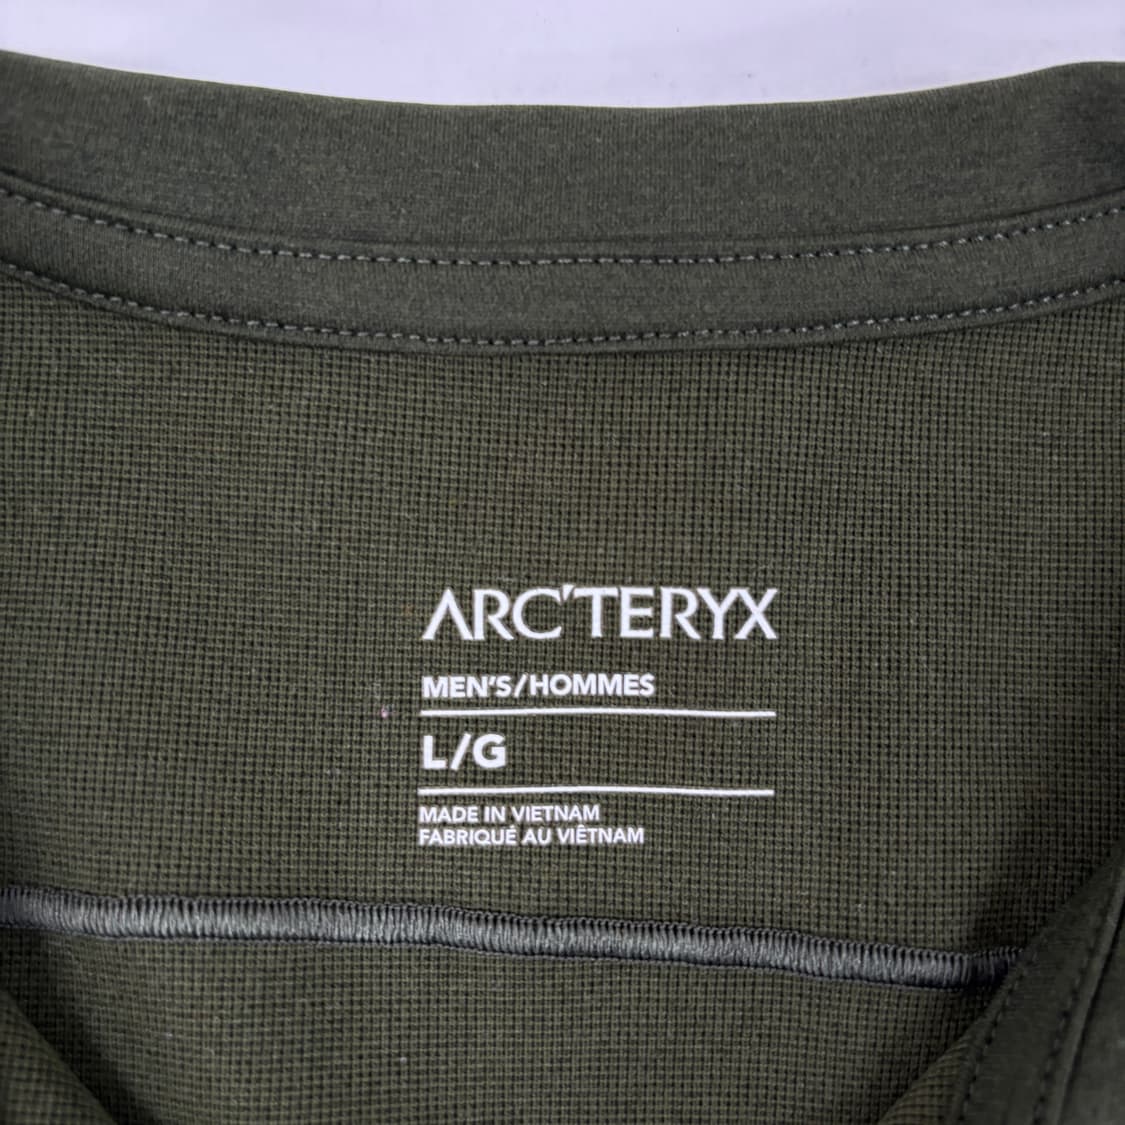 ARC'TERYX
MEN'S/HOMMES
L/G
MADE IN VIETNAM
FABRIQUÉ AU VIÊTNAM